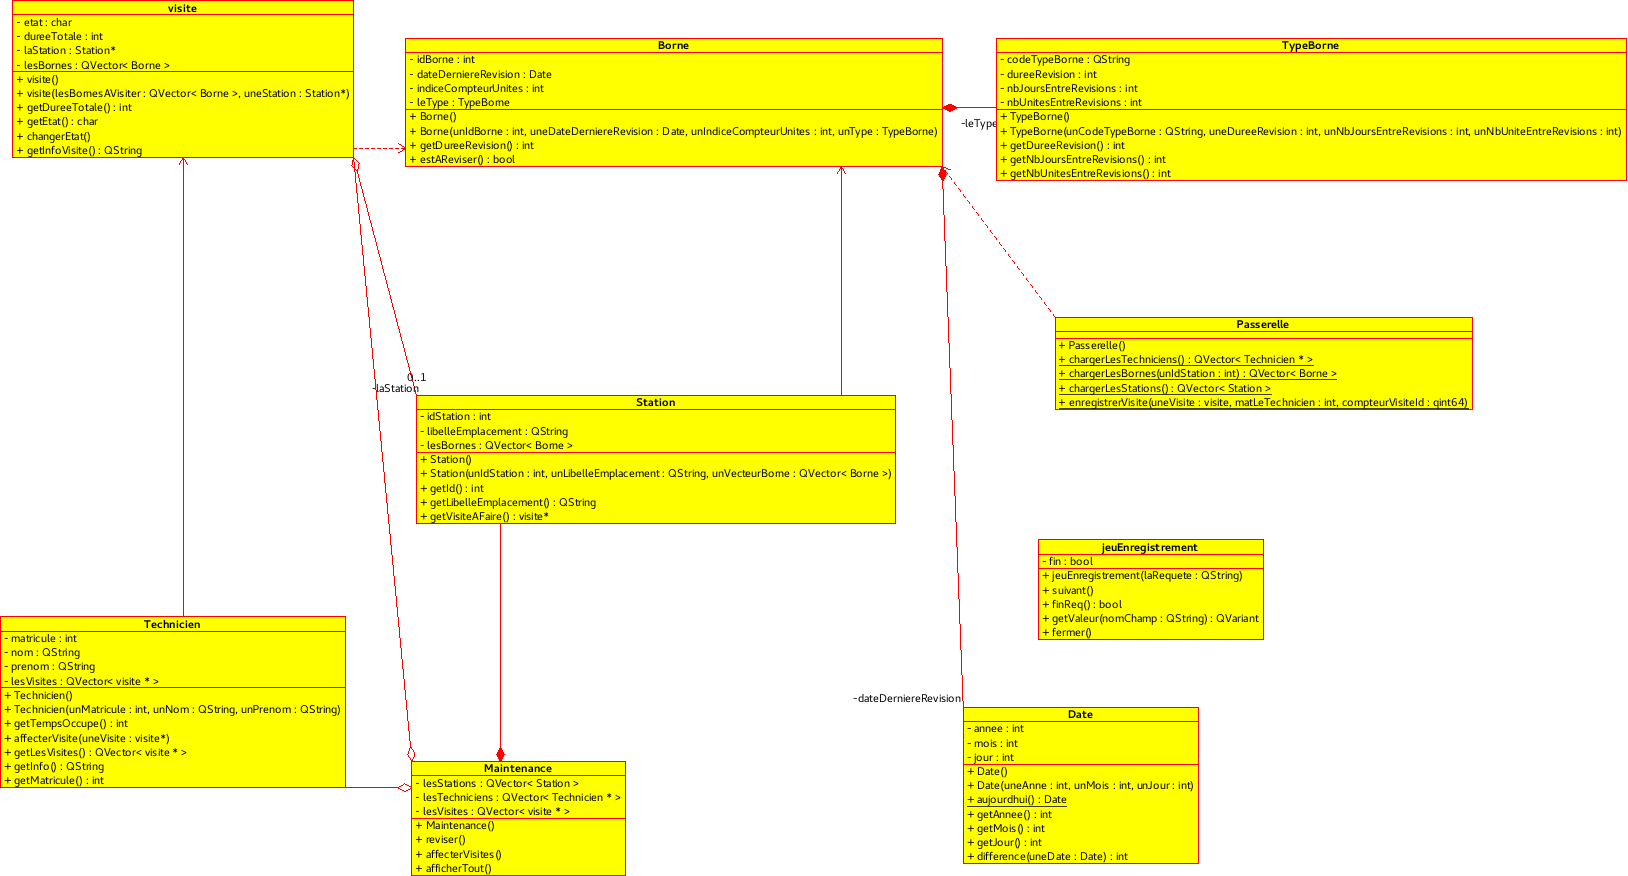 visite
- etat : char
- dureeTotale : int
- laStation : Station*
- lesBornes : QVector< Borne >
+ visite()
+ visite(lesBornesAVisiter : QVector< Borne >, uneStation : Station*)
+ getDureeTotale() : int
+ getEtat() : char
+ changerEtat()
+ getInfoVisite() : QString
Borne
- idBorne : int
- dateDerniereRevision : Date
- indiceCompteurUnites : int
- leType : TypeBorne
+ Borne()
+ Borne(unIdBorne : int, uneDateDerniereRevision : Date, unIndiceCompteurUnites : int, unType : TypeBorne)
+ getDureeRevision() : int
+ estAReviser() : bool
-leType
TypeBorne
- codeTypeBorne : QString
- dureeRevision : int
- nbJoursEntreRevisions : int
- nbUnitesEntreRevisions : int
+ TypeBorne()
+ TypeBorne(unCodeTypeBorne : QString, uneDureeRevision : int, unNbJoursEntreRevisions : int, unNbUniteEntreRevisions : int)
+ getDureeRevision() : int
+ getNbJoursEntreRevisions() : int
+ getNbUnitesEntreRevisions() : int
Passerelle
+ Passerelle()
+ chargerLesTechniciens() : QVector< Technicien * >
+ chargerLesBornes(unIdStation : int) : QVector< Borne >
+ chargerLesStations() : QVector< Station >
+ enregistrerVisite(uneVisite : visite, matLeTechnicien : int, compteurVisiteId : qint64)
0..1
-laStation
Station
- idStation : int
- libelleEmplacement : QString
- lesBornes : QVector< Borne >
+ Station()
+ Station(unIdStation : int, unLibelleEmplacement : QString, unVecteurBorne : QVector< Borne >)
+ getId() : int
+ getLibelleEmplacement() : QString
+ getVisiteAFaire() : visite*
jeuEnregistrement
- fin : bool
+ jeuEnregistrement(laRequete : QString)
+ suivant()
+ finReq() : bool
+ getValeur(nomChamp : QString) : QVariant
+ fermer()
Technicien
- matricule : int
- nom : QString
- prenom : QString
- lesVisites : QVector< visite * >
+ Technicien()
+ Technicien(unMatricule : int, unNom : QString, unPrenom : QString)
+ getTempsOccupe() : int
+ affecterVisite(uneVisite : visite*)
+ getLesVisites() : QVector< visite * >
+ getInfo() : QString
+ getMatricule() : int
Maintenance
- lesStations : QVector< Station >
- lesTechniciens : QVector< Technicien * >
- lesVisites : QVector< visite * >
+ Maintenance()
+ reviser()
+ affecterVisites()
+ afficherTout()
-dateDerniereRevision
Date
- annee : int
- mois : int
- jour : int
+ Date()
+ Date(uneAnne : int, unMois : int, unJour : int)
+ aujourdhui() : Date
+ getAnnee() : int
+ getMois() : int
+ getJour() : int
+ difference(uneDate : Date) : int